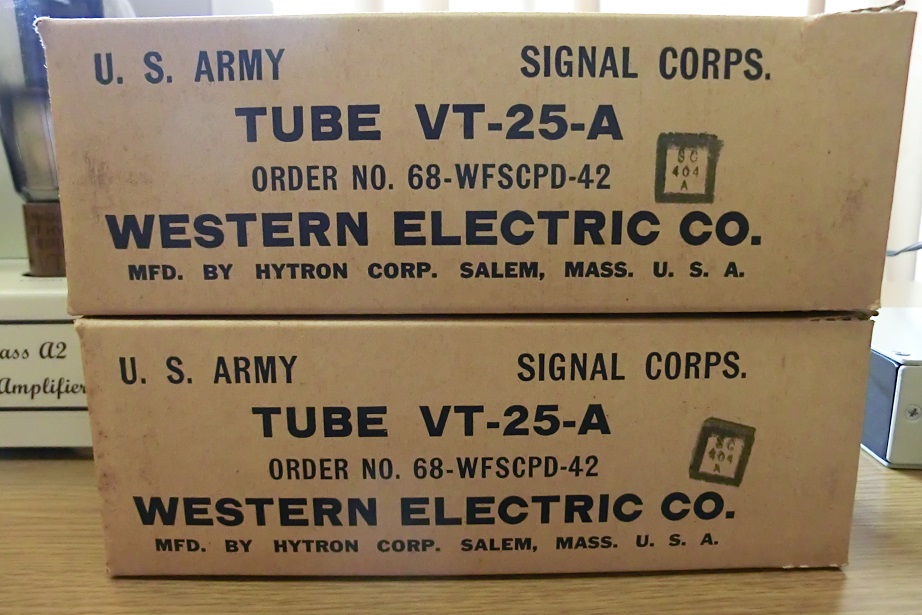 U. S. ARMY SIGNAL CORPS.
TUBE VT-25-A
ORDER NO. 68-WFSCPD-42
SC
404
A
WESTERN ELECTRIC CO.
MFD. BY HYTRON CORP. SALEM, MASS. U. S. A.
U. S. ARMY SIGNAL CORPS.
TUBE VT-25-A
ORDER NO. 68-WFSCPD-42
SC
404
A
WESTERN ELECTRIC CO.
MFD. BY HYTRON CORP. SALEM, MASS. U. S. A.
ass A2
Amplifier